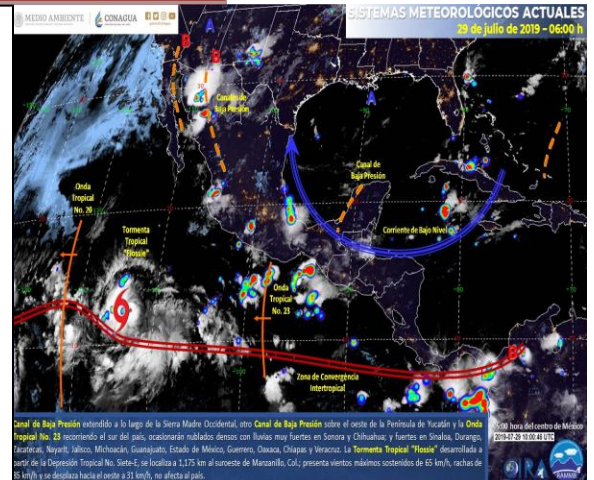 MEDIO AMBIENTE
CONAGUA
SISTEMAS METEOROLÓGICOS ACTUALES
29 de julio de 2019 – 06:00 h
A
B
B
Canales de
Baja Presión
A
Canal de
Baja Presión
Onda
Tropical
No. 20
Tormenta
Tropical
"Flossie"
Corriente de Bajo Nivel
Onda
Tropical
No. 23
Zona de Convergencia
Intertropical
B
Canal de Baja Presión extendido a lo largo de la Sierra Madre Occidental, otro Canal de Baja Presión sobre el oeste de la Península de Yucatán y la Onda
Tropical No. 23 recorriendo el sur del país, ocasionarán nublados densos con lluvias muy fuertes en Sonora y Chihuahua; y fuertes en Sinaloa, Durango,
Zacatecas, Nayarit, Jalisco, Michoacán, Guanajuato, Estado de México, Guerrero, Oaxaca, Chiapas y Veracruz. La Tormenta Tropical "Flossie" desarrollada a
partir de la Depresión Tropical No. Siete-E, se localiza a 1,175 km al suroeste de Manzanillo, Col.; presenta vientos máximos sostenidos de 65 km/h, rachas de
85 km/h y se desplaza hacia el oeste a 31 km/h, no afecta al país.
05:00 hora del centro de México
2019-07-29 10:00:45 UTC
CIRA
RAMMB